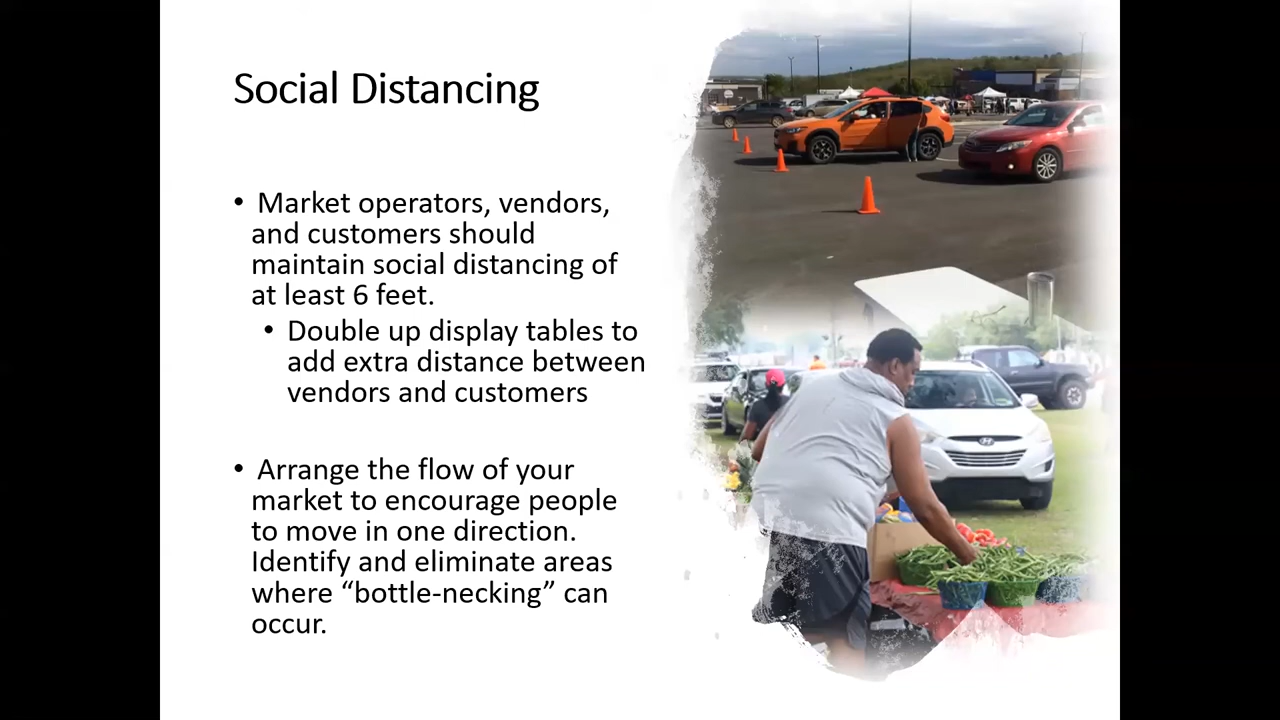 Social Distancing
• Market operators, vendors,
and customers should
maintain social distancing of
at least 6 feet.
• Double up display tables to
add extra distance between
vendors and customers
• Arrange the flow of your
market to encourage people
to move in one direction.
Identify and eliminate areas
where “bottle-necking” can
occur.